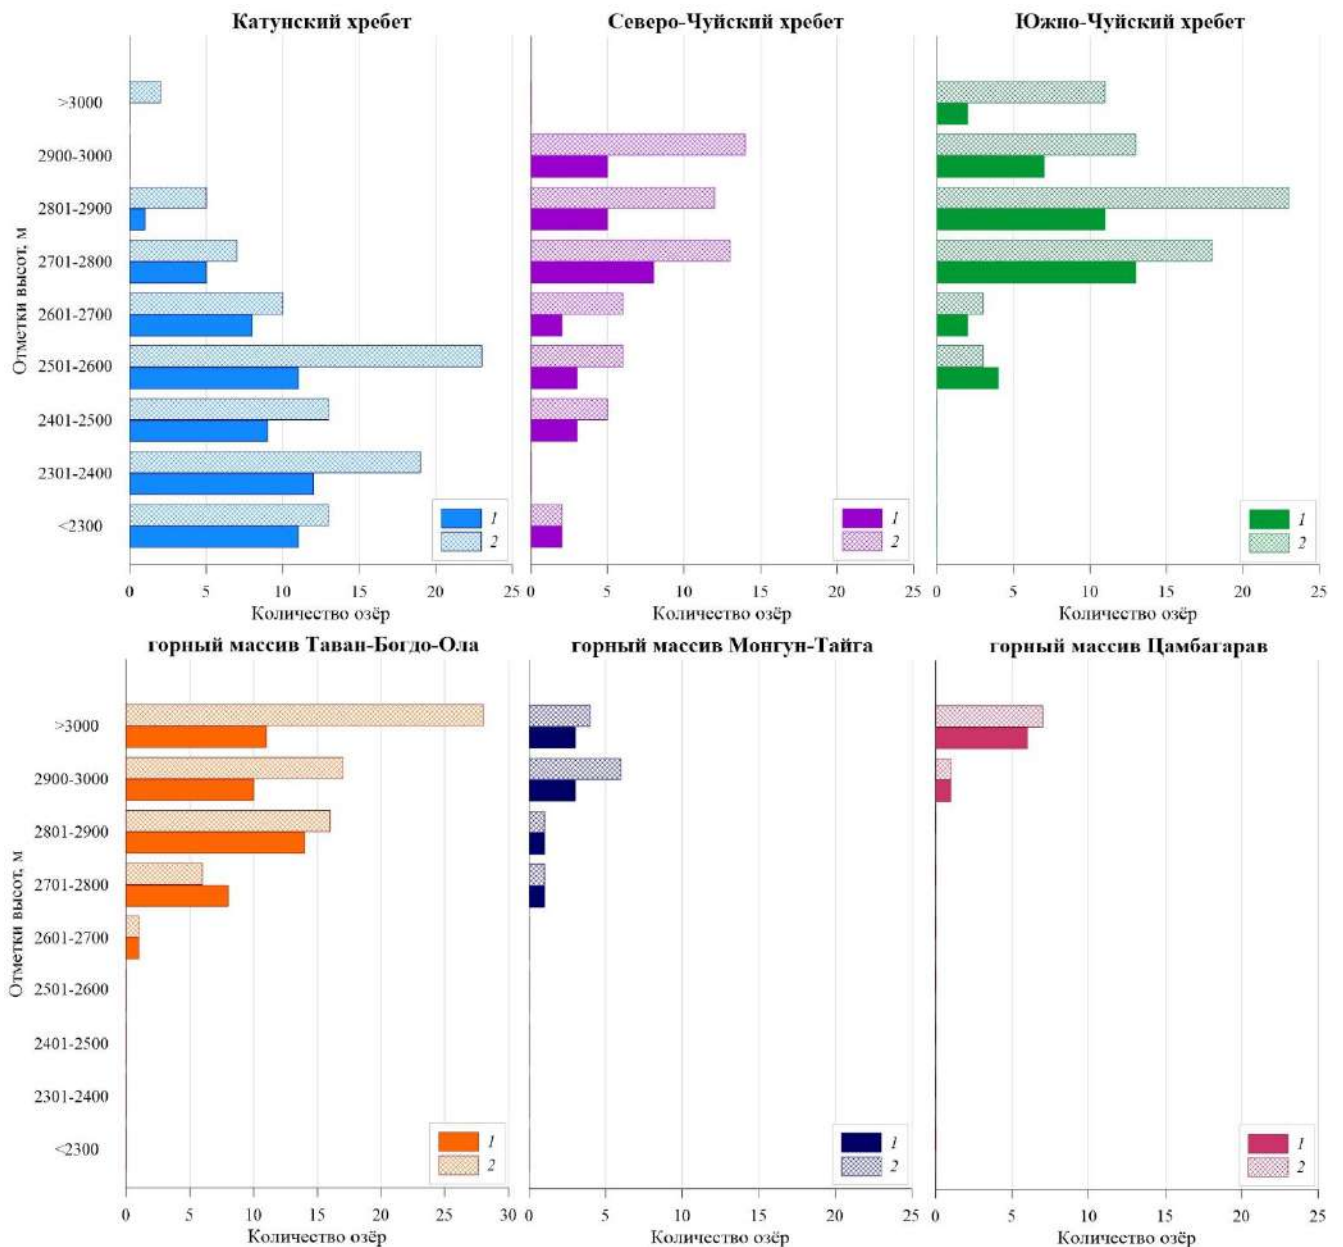 Катунский хребет Северо-Чуйский хребет Южно-Чуйский хребет
Отметки высот, м
>3000
2900-3000
2801-2900
2701-2800
2601-2700
2501-2600
2401-2500
2301-2400
<2300
1 1 1
2 2 2
0 5 10 15 20 25 0 5 10 15 20 25 0 5 10 15 20 25
Количество озёр Количество озёр Количество озёр
горный массив Таван-Богдо-Ола горный массив Монгун-Тайга горный массив Цамбагарав
Отметки высот, м
>3000
2900-3000
2801-2900
2701-2800
2601-2700
2501-2600
2401-2500
2301-2400
<2300
1 1 1
2 2 2
0 5 10 15 20 25 30 0 5 10 15 20 25 0 5 10 15 20 25
Количество озёр Количество озёр Количество озёр